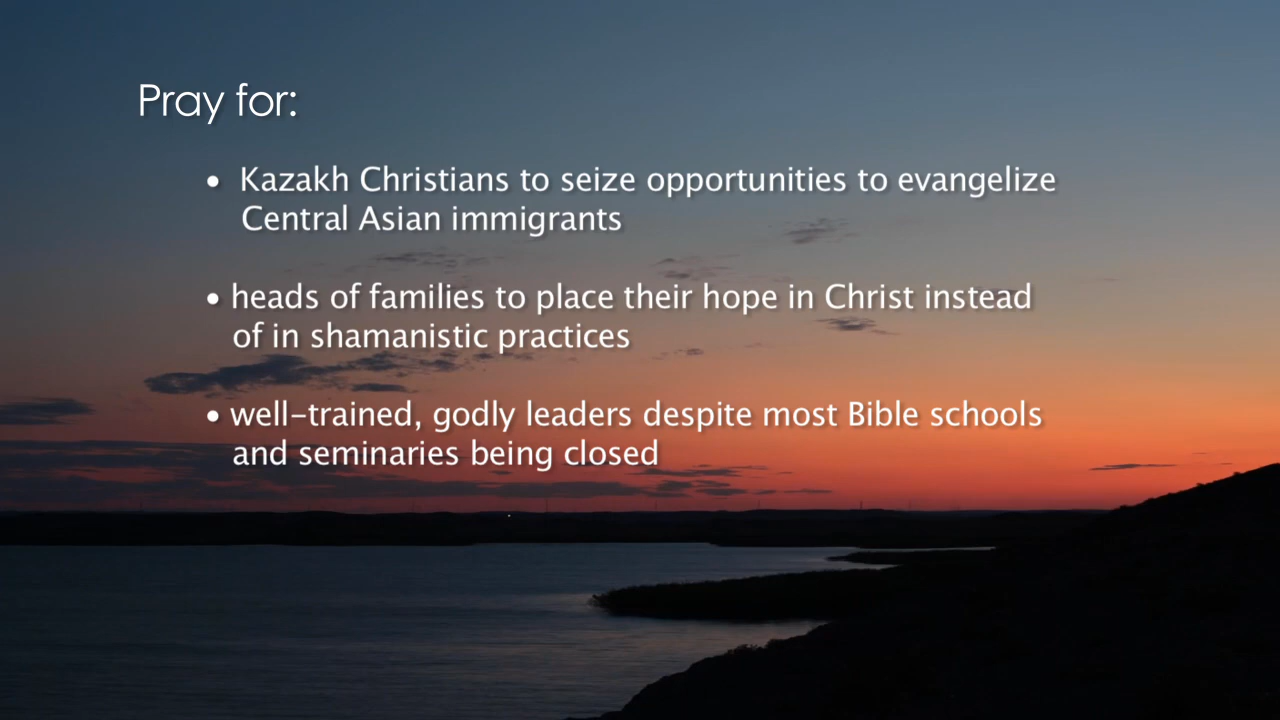 Pray for:
• Kazakh Christians to seize opportunities to evangelize
Central Asian immigrants
• heads of families to place their hope in Christ instead
of in shamanistic practices
• well-trained, godly leaders despite most Bible schools
and seminaries being closed